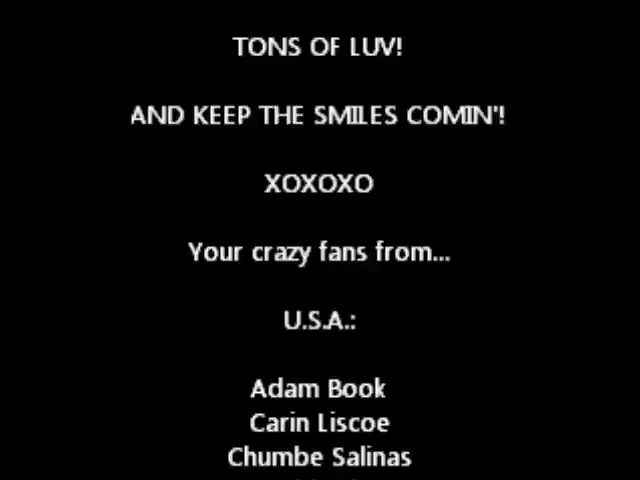 TONS OF LUV!
AND KEEP THE SMILES COMIN'!
XOXOXO
Your crazy fans from...
U.S.A.:
Adam Book
Carin Liscoe
Chumbe Salinas